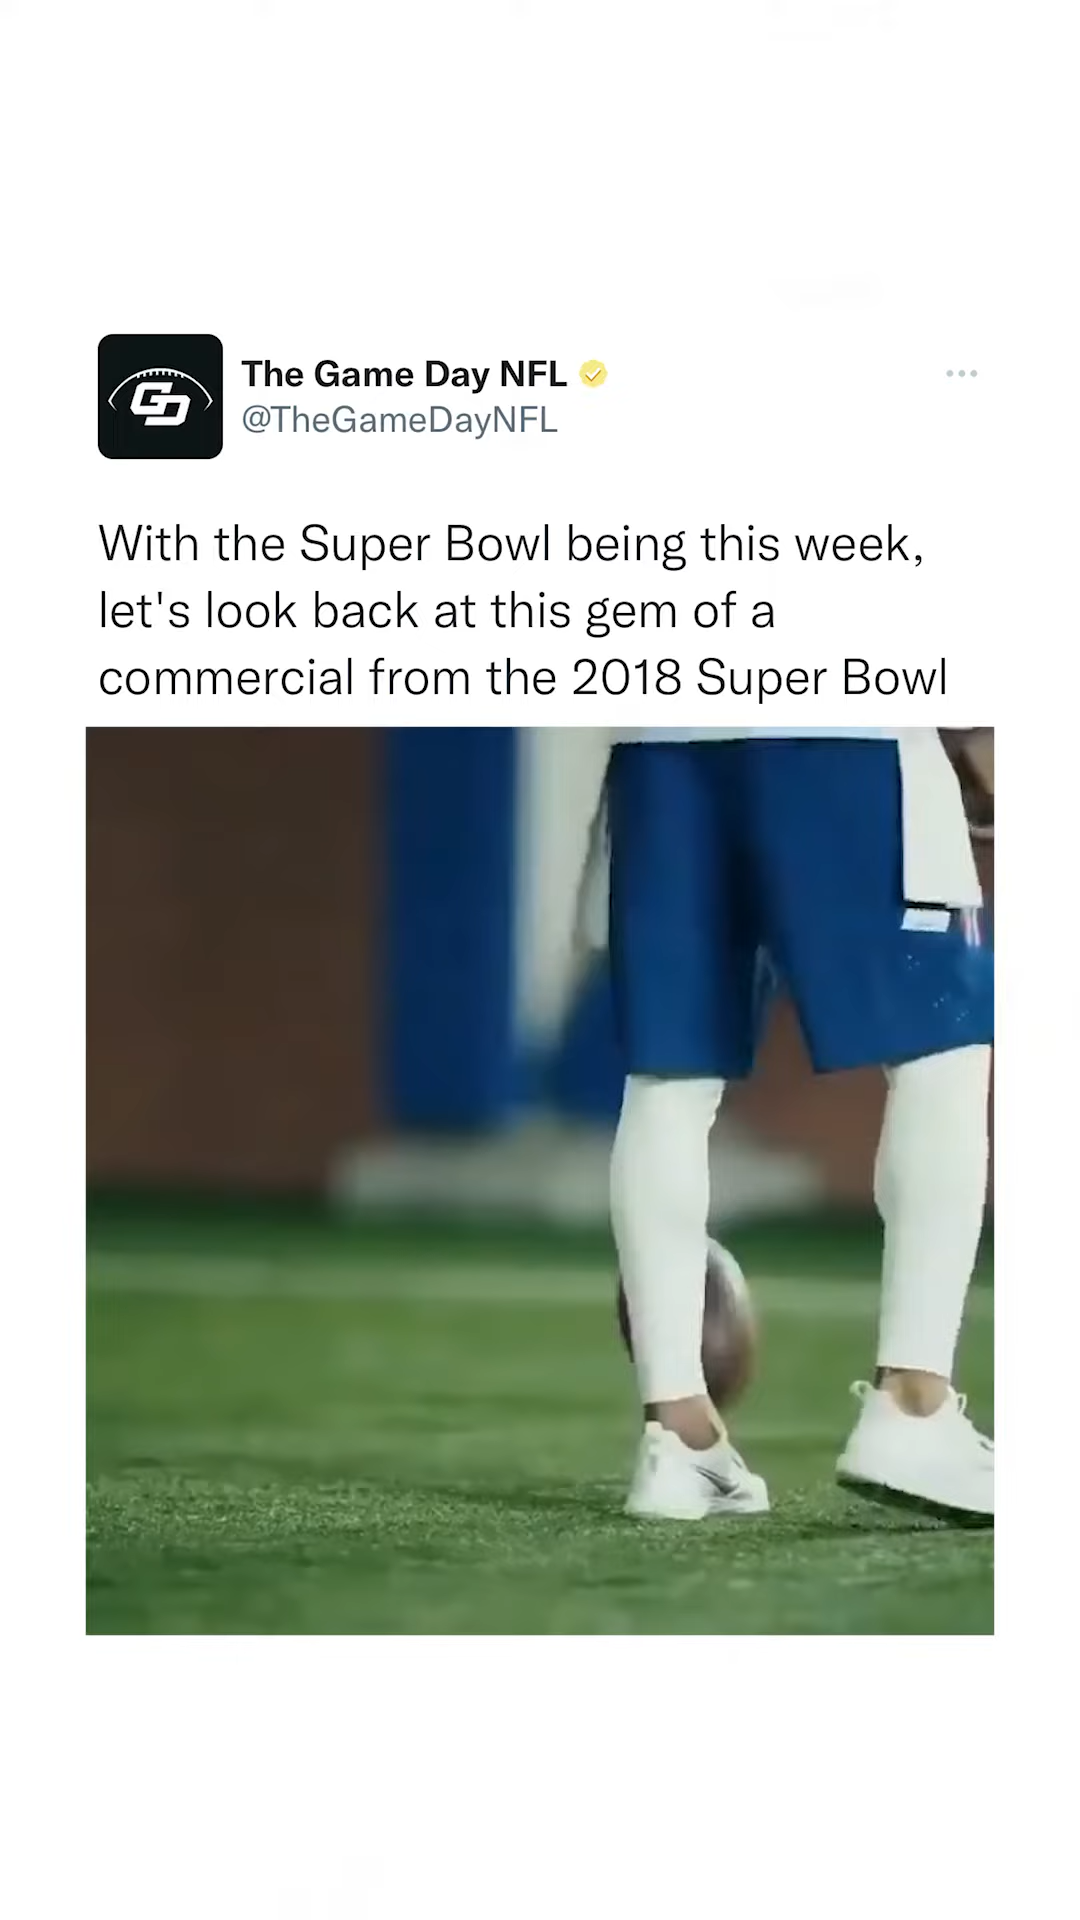 GD
The Game Day NFL
@TheGameDayNFL
With the Super Bowl being this week,
let's look back at this gem of a
commercial from the 2018 Super Bowl